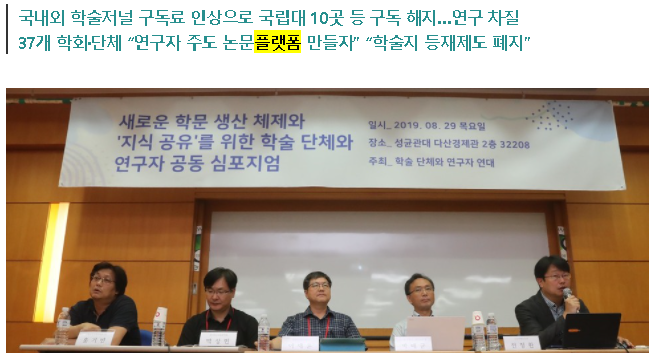 국내외 학술저널 구독료 인상으로 국립대 10곳 등 구독 해지…연구 차질
37개 학회·단체 “연구자 주도 논문플랫폼 만들자” “학술지 등재제도 폐지”
새로운 학문 생산 체제와
'지식 공유'를 위한 학술 단체와
연구자 공동 심포지엄
일시_ 2019. 08. 29 목요일
장소_ 성균관대 다산경제관 2층 32208
주최_ 학술 단체와 연구자 연대